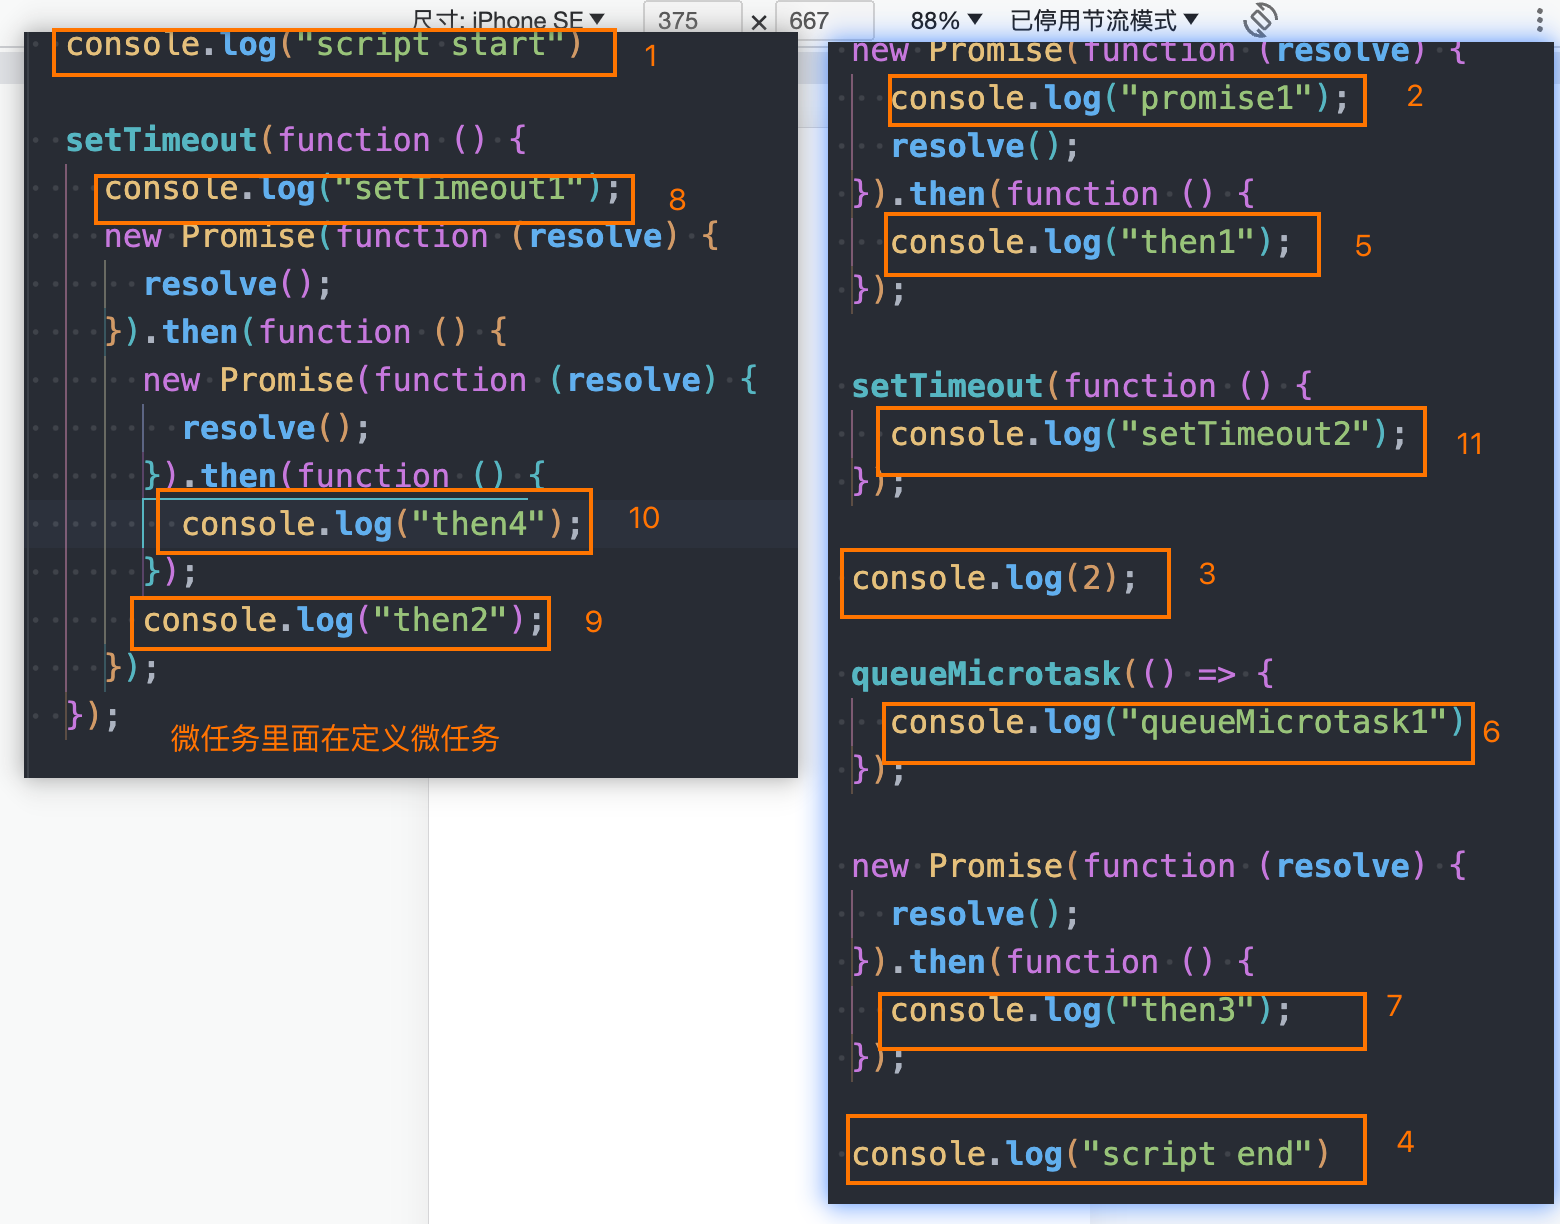 尺寸: iPhone SE ▼ 375 × 667 88% ▼ 已停用节流模式 ▼
console.log("script start")
1
setTimeout(function () {
console.log("setTimeout1");
8
new Promise(function (resolve) {
resolve();
}).then(function () {
new Promise(function (resolve) {
resolve();
}).then(function () {
console.log("then4");
10
});
console.log("then2");
9
});
});
微任务里面在定义微任务
new Promise(function (resolve) {
console.log("promise1");
2
resolve();
}).then(function () {
console.log("then1");
5
});
setTimeout(function () {
console.log("setTimeout2");
11
});
console.log(2);
3
queueMicrotask(() => {
console.log("queueMicrotask1")
6
});
new Promise(function (resolve) {
resolve();
}).then(function () {
console.log("then3");
7
});
console.log("script end")
4